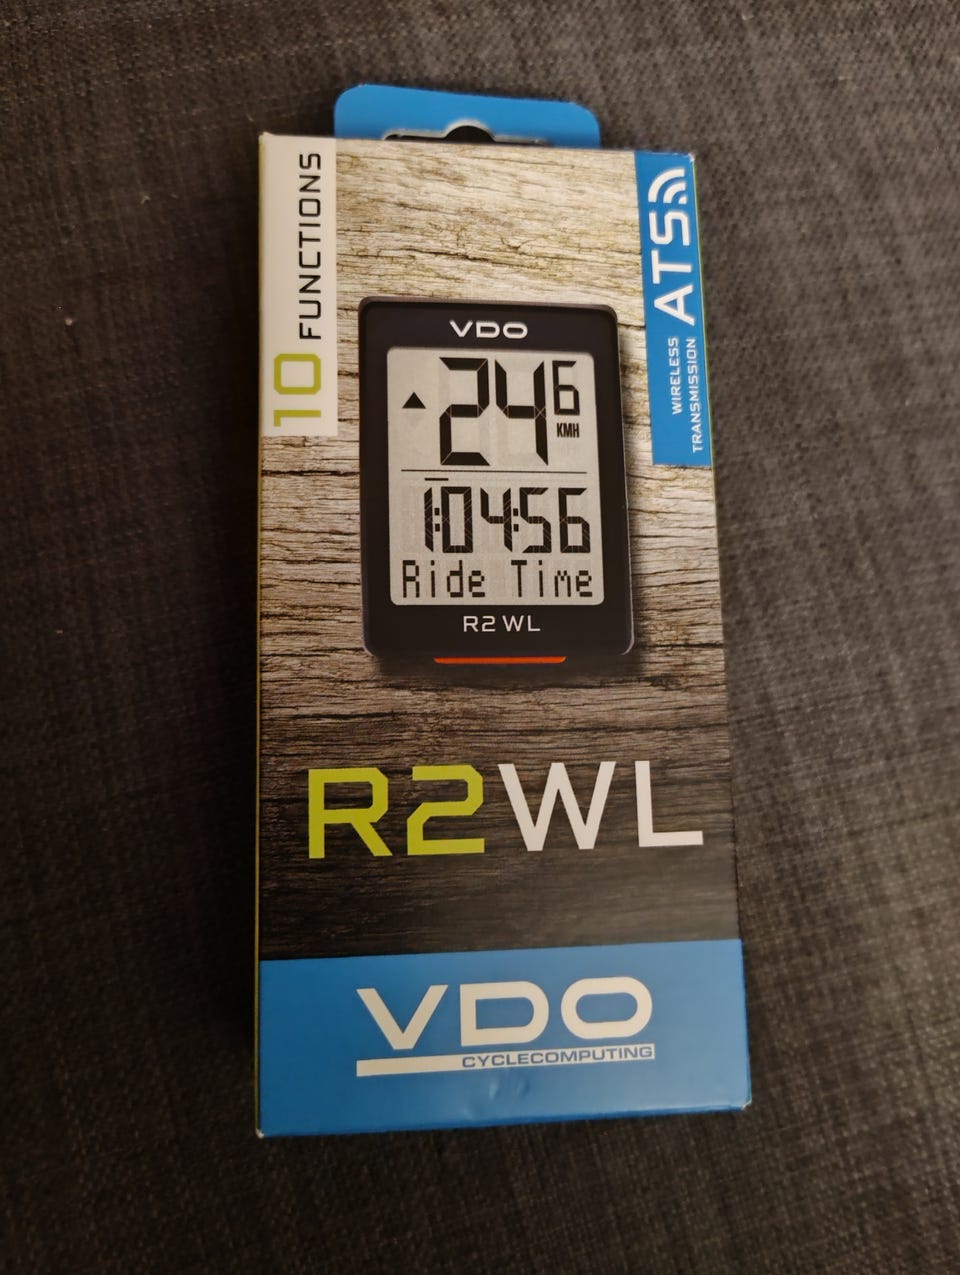 10 FUNCTIONS
WIRELESS
TRANSMISSION
ATS
VDO
24 6
KMH
1:04:56
Ride Time
R2 WL
R2WL
VDO
CYCLECOMPUTING